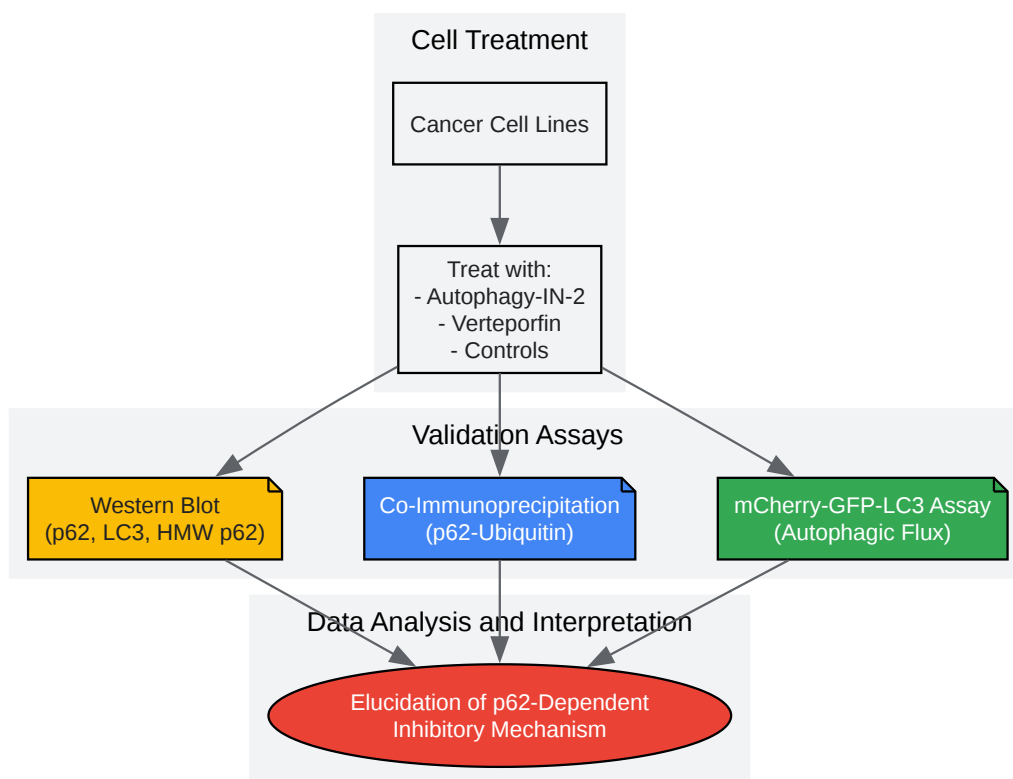 Cell Treatment
Cancer Cell Lines
Treat with:
- Autophagy-IN-2
- Verteporfin
- Controls
Validation Assays
Western Blot
(p62, LC3, HMW p62)
Co-Immunoprecipitation
(p62-Ubiquitin)
mCherry-GFP-LC3 Assay
(Autophagic Flux)
Data Analysis and Interpretation
Elucidation of p62-Dependent
Inhibitory Mechanism